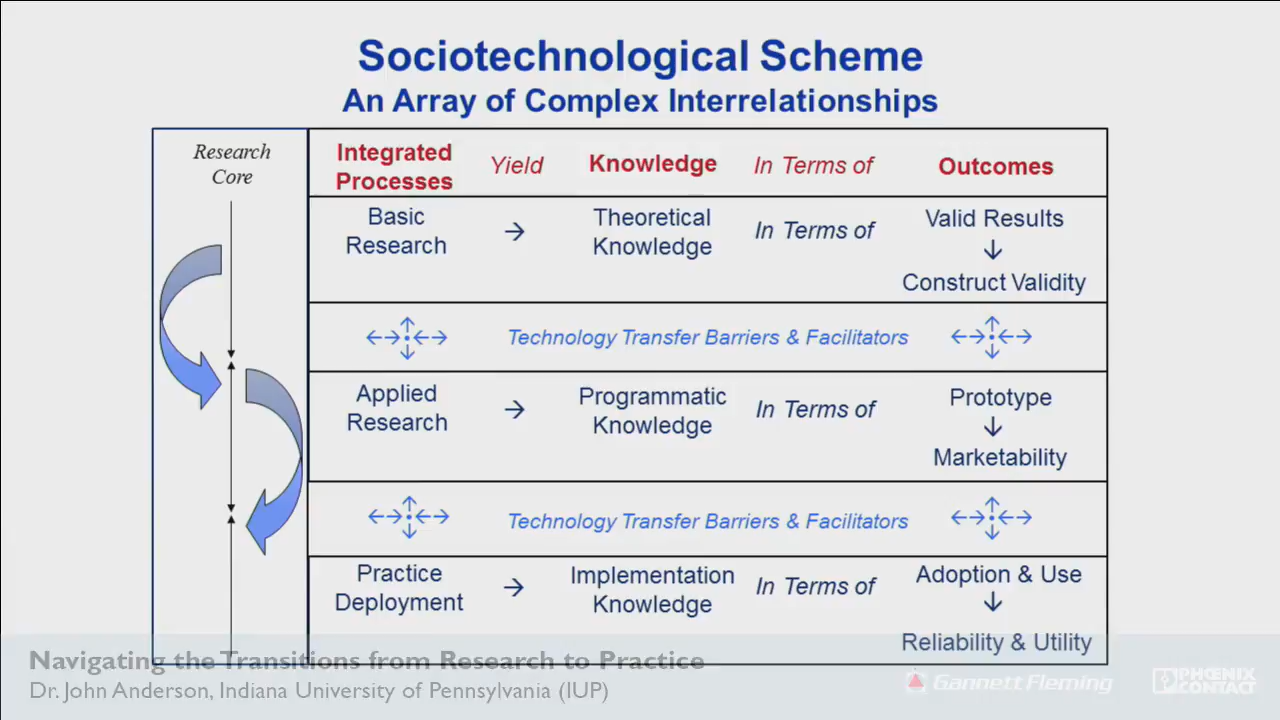 Sociotechnological Scheme
An Array of Complex Interrelationships
Research
Core
Integrated
Processes
Yield
Knowledge
In Terms of
Outcomes
Basic
Research
→
Theoretical
Knowledge
In Terms of
Valid Results
↓
Construct Validity
Technology Transfer Barriers & Facilitators
Applied
Research
→
Programmatic
Knowledge
In Terms of
Prototype
↓
Marketability
Technology Transfer Barriers & Facilitators
Practice
Deployment
→
Implementation
Knowledge
In Terms of
Adoption & Use
↓
Reliability & Utility
Navigating the Transitions from Research to Practice
Dr. John Anderson, Indiana University of Pennsylvania (IUP)
Gannett Fleming
PHŒNIX
CONTACT